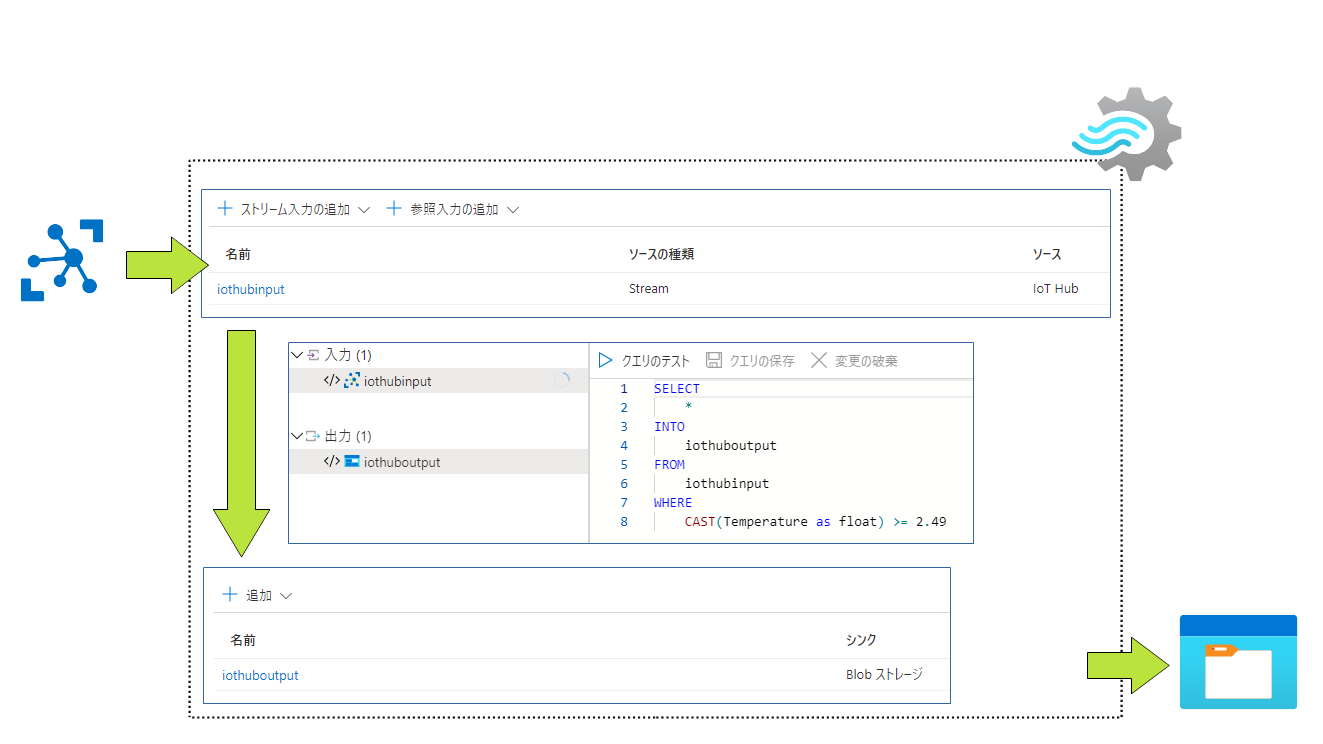 ストリーム入力の追加 参照入力の追加
名前 ソースの種類 ソース
iothubinput Stream IoT Hub
入力 (1)
</> iothubinput
出力 (1)
</> iothuboutput
クエリのテスト クエリの保存 変更の破棄
1 SELECT
2 *
3 INTO
4 iothuboutput
5 FROM
6 iothubinput
7 WHERE
8 CAST(Temperature as float) >= 2.49
追加
名前 シンク
iothuboutput Blob ストレージ